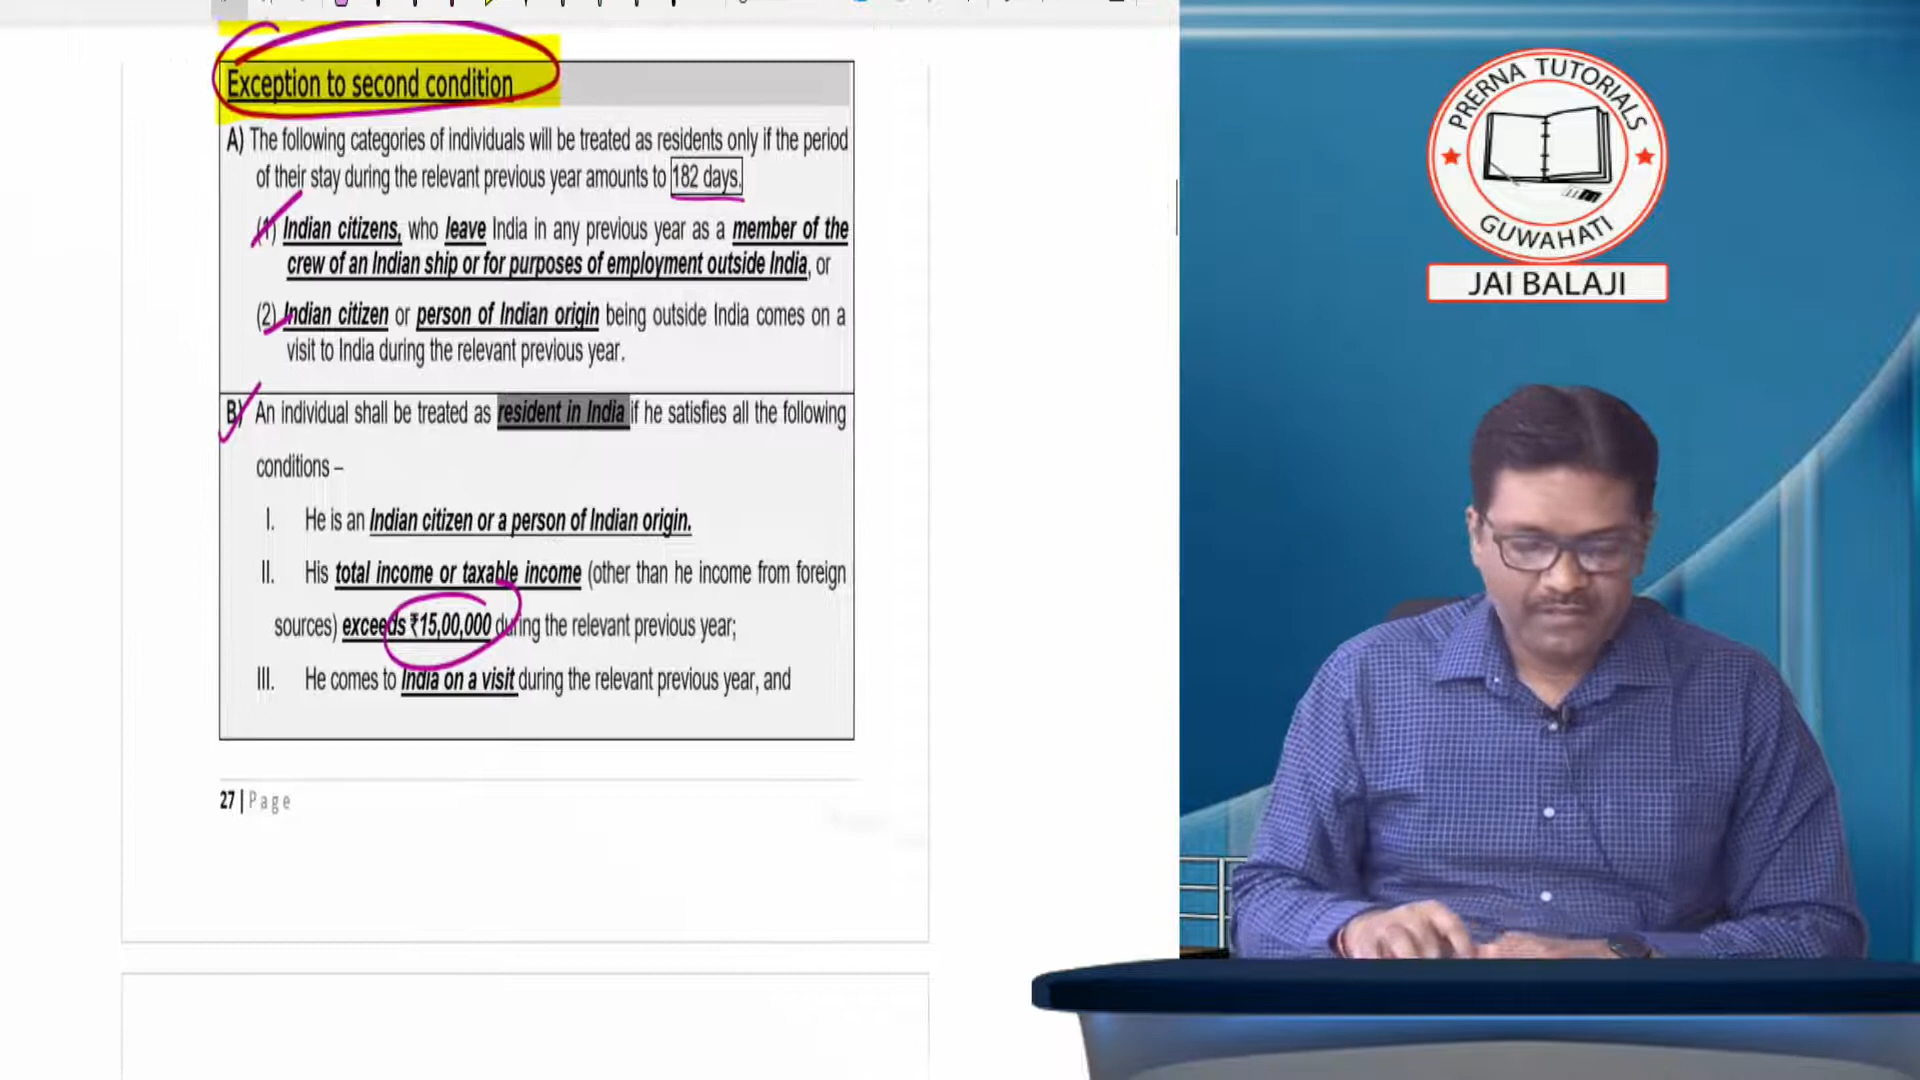 Exception to second condition
A) The following categories of individuals will be treated as residents only if the period
of their stay during the relevant previous year amounts to 182 days.
(1) Indian citizens, who leave India in any previous year as a member of the
crew of an Indian ship or for purposes of employment outside India, or
(2) Indian citizen or person of Indian origin being outside India comes on a
visit to India during the relevant previous year.
B) An individual shall be treated as resident in India if he satisfies all the following
conditions –
I. He is an Indian citizen or a person of Indian origin.
II. His total income or taxable income (other than he income from foreign
sources) exceeds ₹15,00,000 during the relevant previous year;
III. He comes to India on a visit during the relevant previous year, and
27 | Page
PRERNA TUTORIALS
GUWAHATI
JAI BALAJI